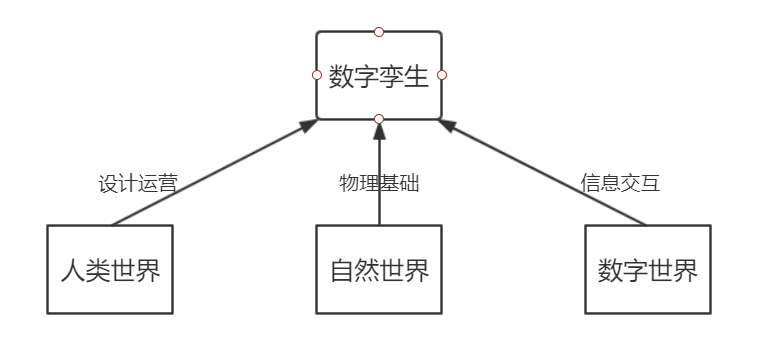 数字孪生
设计运营
物理基础
信息交互
人类世界
自然世界
数字世界